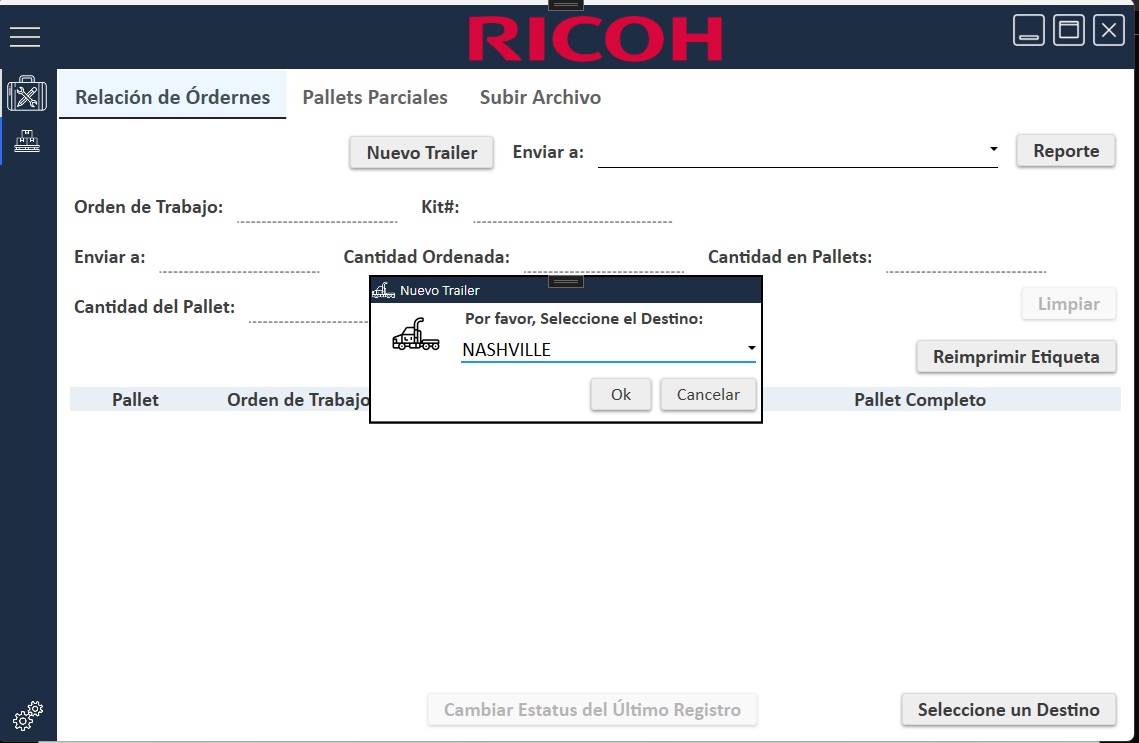 RICOH
Relación de Órdernes Pallets Parciales Subir Archivo
Nuevo Trailer Enviar a: Reporte
Orden de Trabajo: Kit#:
Enviar a: Cantidad Ordenada: Cantidad en Pallets:
Cantidad del Pallet: Limpiar
Nuevo Trailer
Por favor, Seleccione el Destino:
NASHVILLE
Ok Cancelar
Reimprimir Etiqueta
Pallet Orden de Trabajo Pallet Completo
Cambiar Estatus del Último Registro Seleccione un Destino